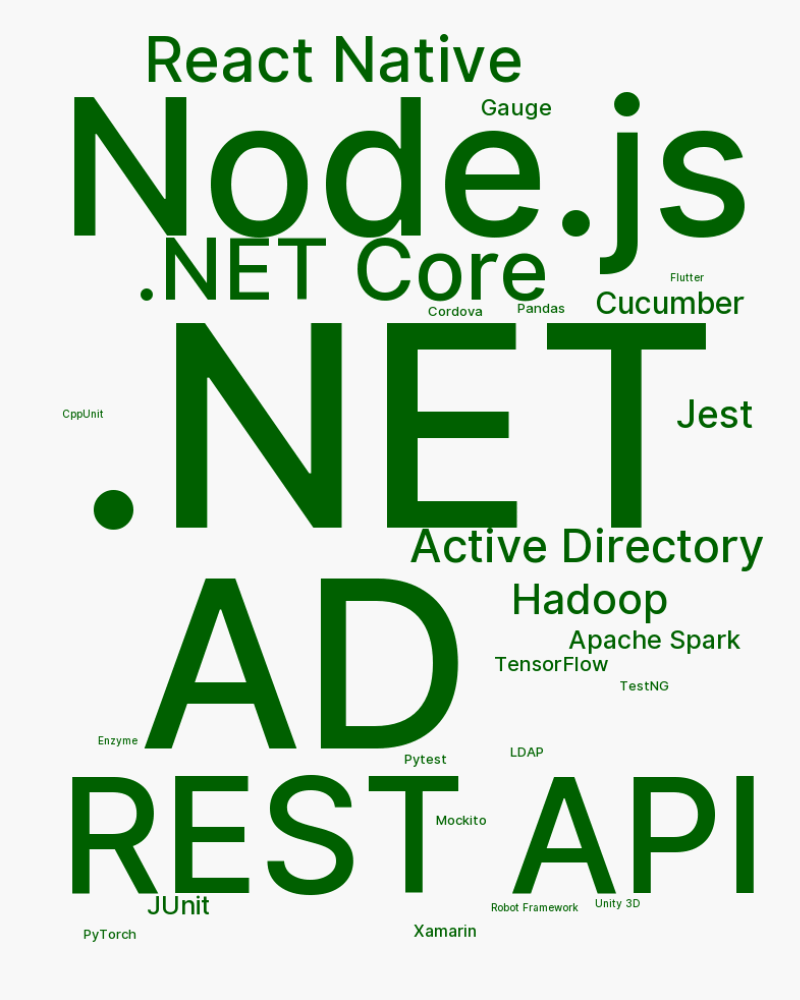 React Native
Gauge
Node.js
.NET Core
Flutter
Cucumber
Cordova
Pandas
.NET
CppUnit
Jest
Active Directory
AD
Hadoop
Apache Spark
TensorFlow
TestNG
Enzyme
LDAP
Pytest
REST API
Mockito
JUnit
Robot Framework
Unity 3D
PyTorch
Xamarin